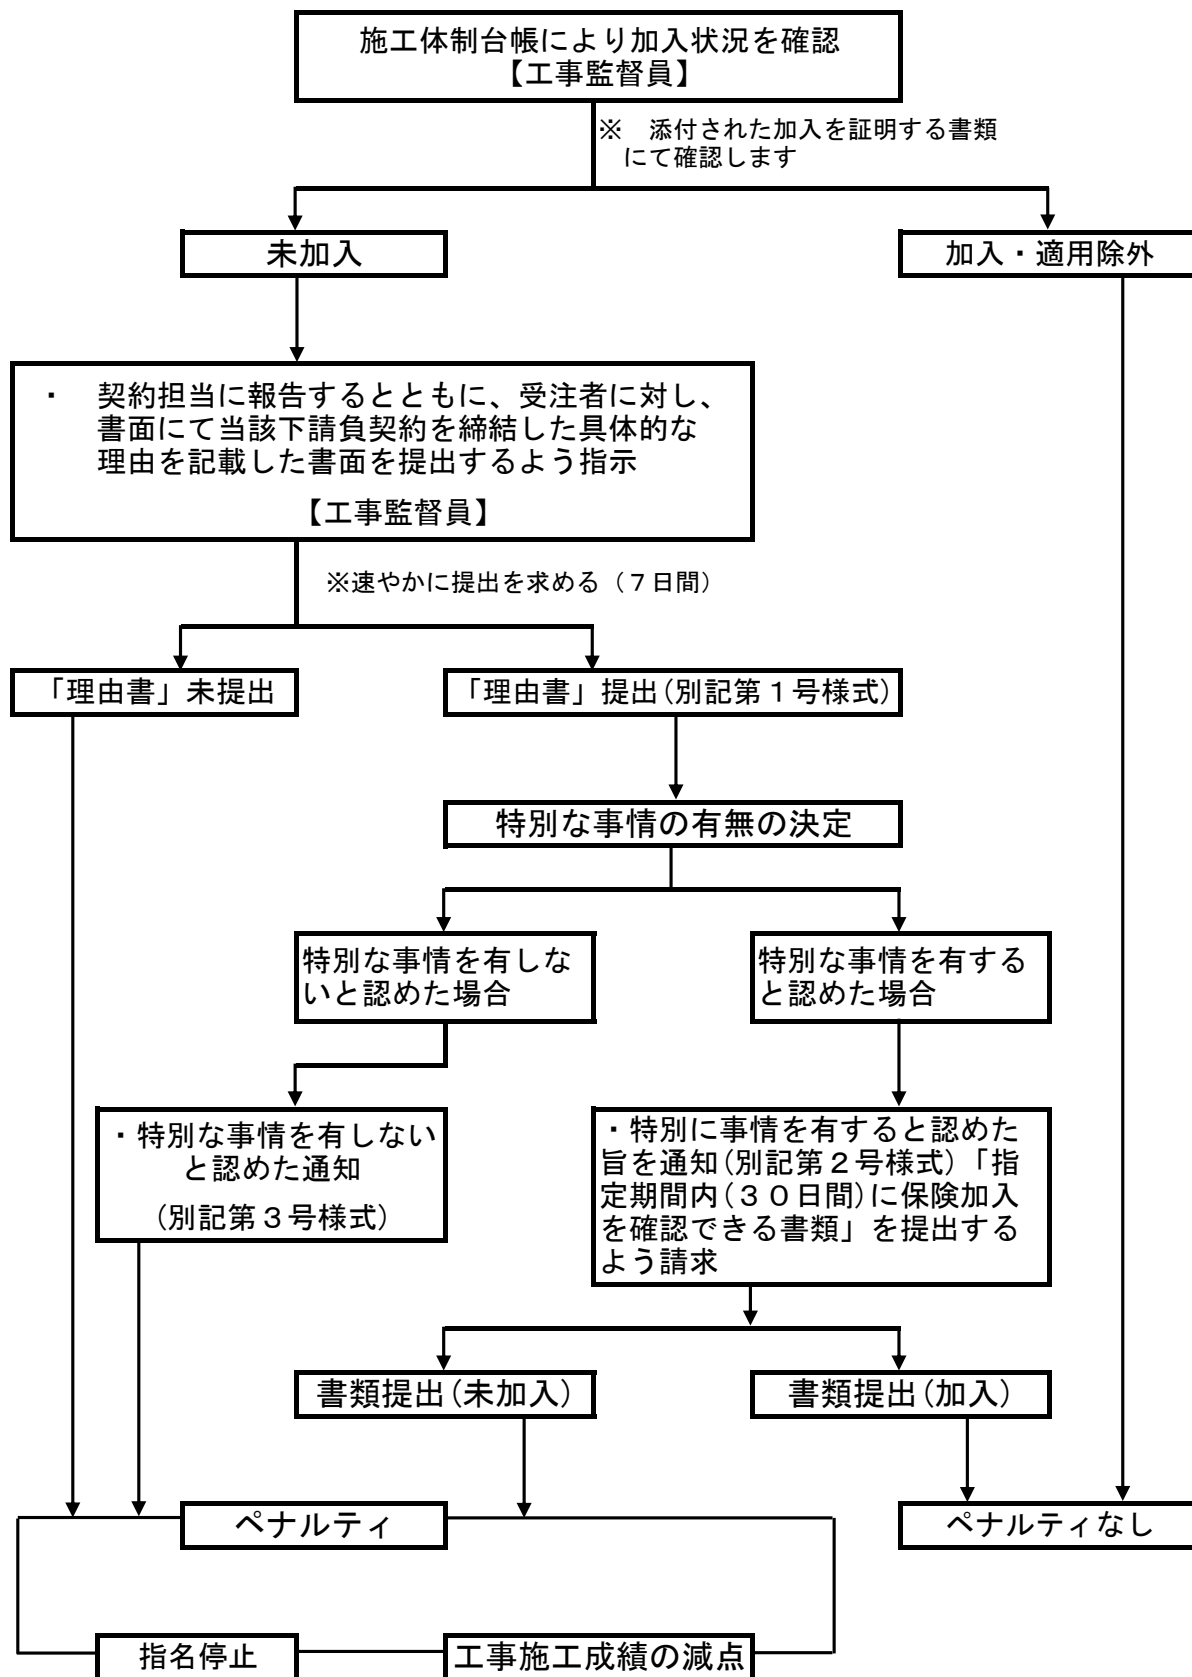 施工体制台帳により加入状況を確認
【工事監督員】
※　添付された加入を証明する書類
にて確認します
未加入
加入・適用除外
・　契約担当に報告するとともに、受注者に対し、
書面にて当該下請負契約を締結した具体的な
理由を記載した書面を提出するよう指示
【工事監督員】
※速やかに提出を求める（７日間）
「理由書」未提出
「理由書」提出(別記第１号様式)
特別な事情の有無の決定
特別な事情を有しな
いと認めた場合
特別な事情を有する
と認めた場合
・特別な事情を有しない
と認めた通知
(別記第３号様式)
・特別に事情を有すると認めた
旨を通知(別記第２号様式)「指
定期間内(３０日間)に保険加入
を確認できる書類」を提出する
よう請求
書類提出(未加入)
書類提出(加入)
ペナルティ
ペナルティなし
指名停止
工事施工成績の減点